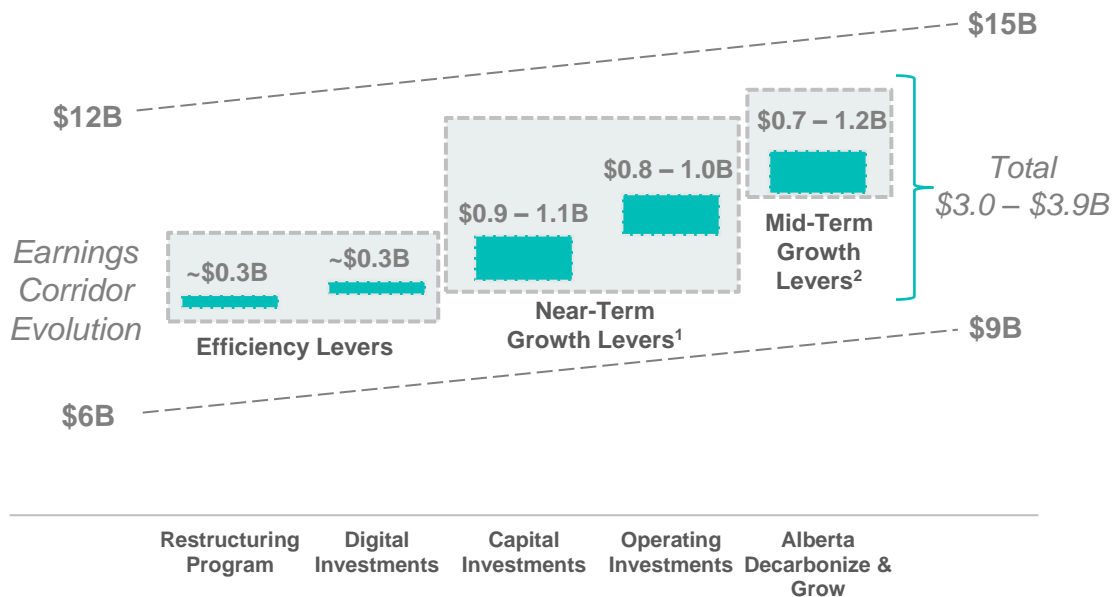 $15B
$12B
$0.7 – 1.2B
$0.8 – 1.0B
Total
$3.0 – $3.9B
$0.9 – 1.1B
Mid-Term
Growth
Levers²
Earnings
Corridor
Evolution
~$0.3B
~$0.3B
Near-Term
Growth Levers¹
Efficiency Levers
$9B
$6B
Restructuring
Program
Digital
Investments
Capital
Investments
Operating
Investments
Alberta
Decarbonize &
Grow